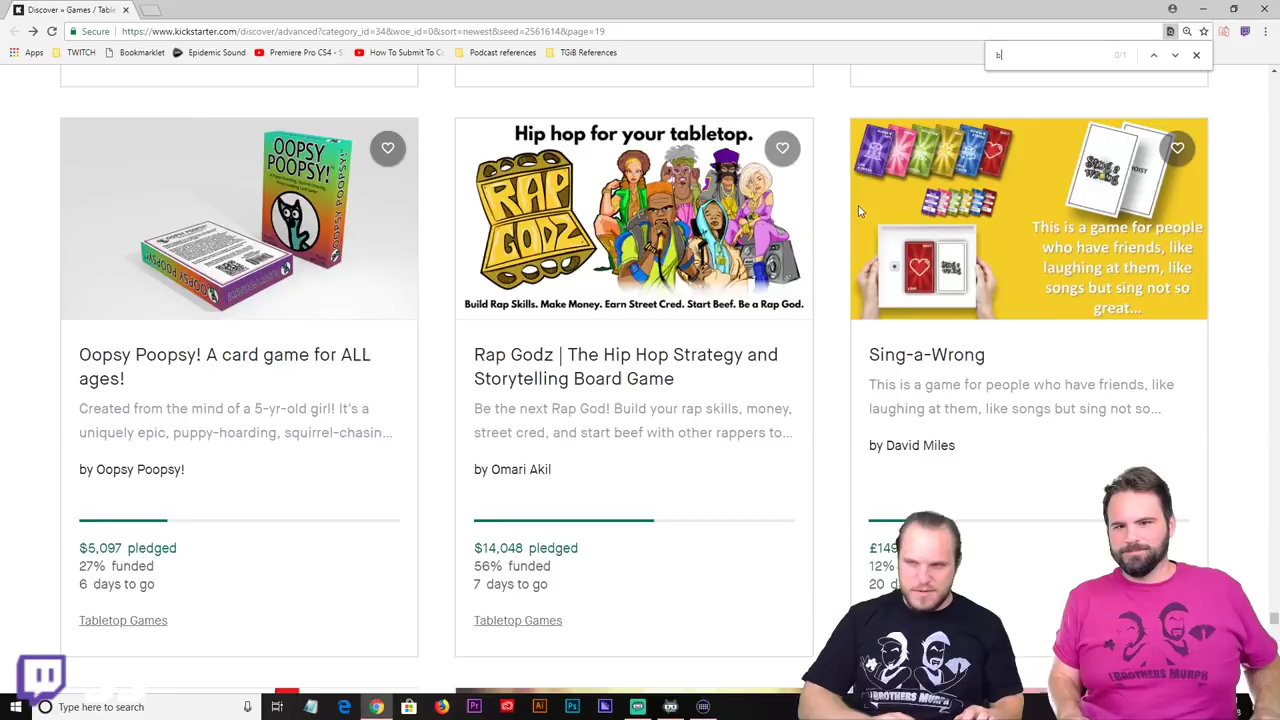 Discover » Games / Table
Secure
https://www.kickstarter.com/discover/advanced?category_id=34&woe_id=0&sort=newest&seed=2561614&page=19
Apps
TWITCH
Bookmarklet
Epidemic Sound
Premiere Pro CS4 - S
How To Submit To C
Podcast references
TGiB References
b
0/1
OOPSY
POOPSY!
OOPSY POOPSY!
Hip hop for your tabletop.
RAP
GODZ
Build Rap Skills. Make Money. Earn Street Cred. Start Beef. Be a Rap God.
This is a game for people
who have friends, like
laughing at them, like
songs but sing not so
great...
Oopsy Poopsy! A card game for ALL
ages!
Created from the mind of a 5-yr-old girl! It's a
uniquely epic, puppy-hoarding, squirrel-chasin...
by Oopsy Poopsy!
$5,097 pledged
27% funded
6 days to go
Tabletop Games
Rap Godz | The Hip Hop Strategy and
Storytelling Board Game
Be the next Rap God! Build your rap skills, money,
street cred, and start beef with other rappers to...
by Omari Akil
$14,048 pledged
56% funded
7 days to go
Tabletop Games
Sing-a-Wrong
This is a game for people who have friends, like
laughing at them, like songs but sing not so...
by David Miles
£149
12%
20 d
BROTHERS MURPH
BROTHERS MURPH
Type here to search